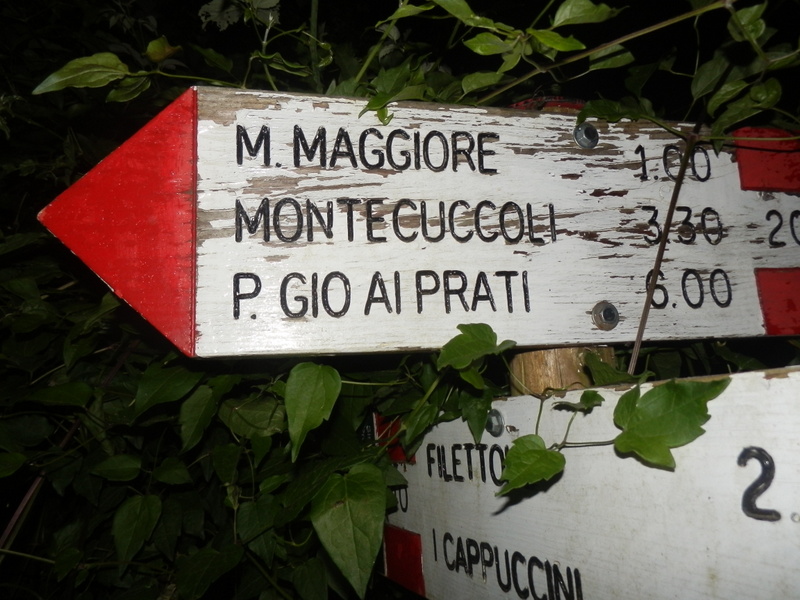 M. MAGGIORE 1.00
MONTECUCCOLI 3.30 20
P. GIO AI PRATI 6.00
FILETTO 2.
I CAPPUCCINI